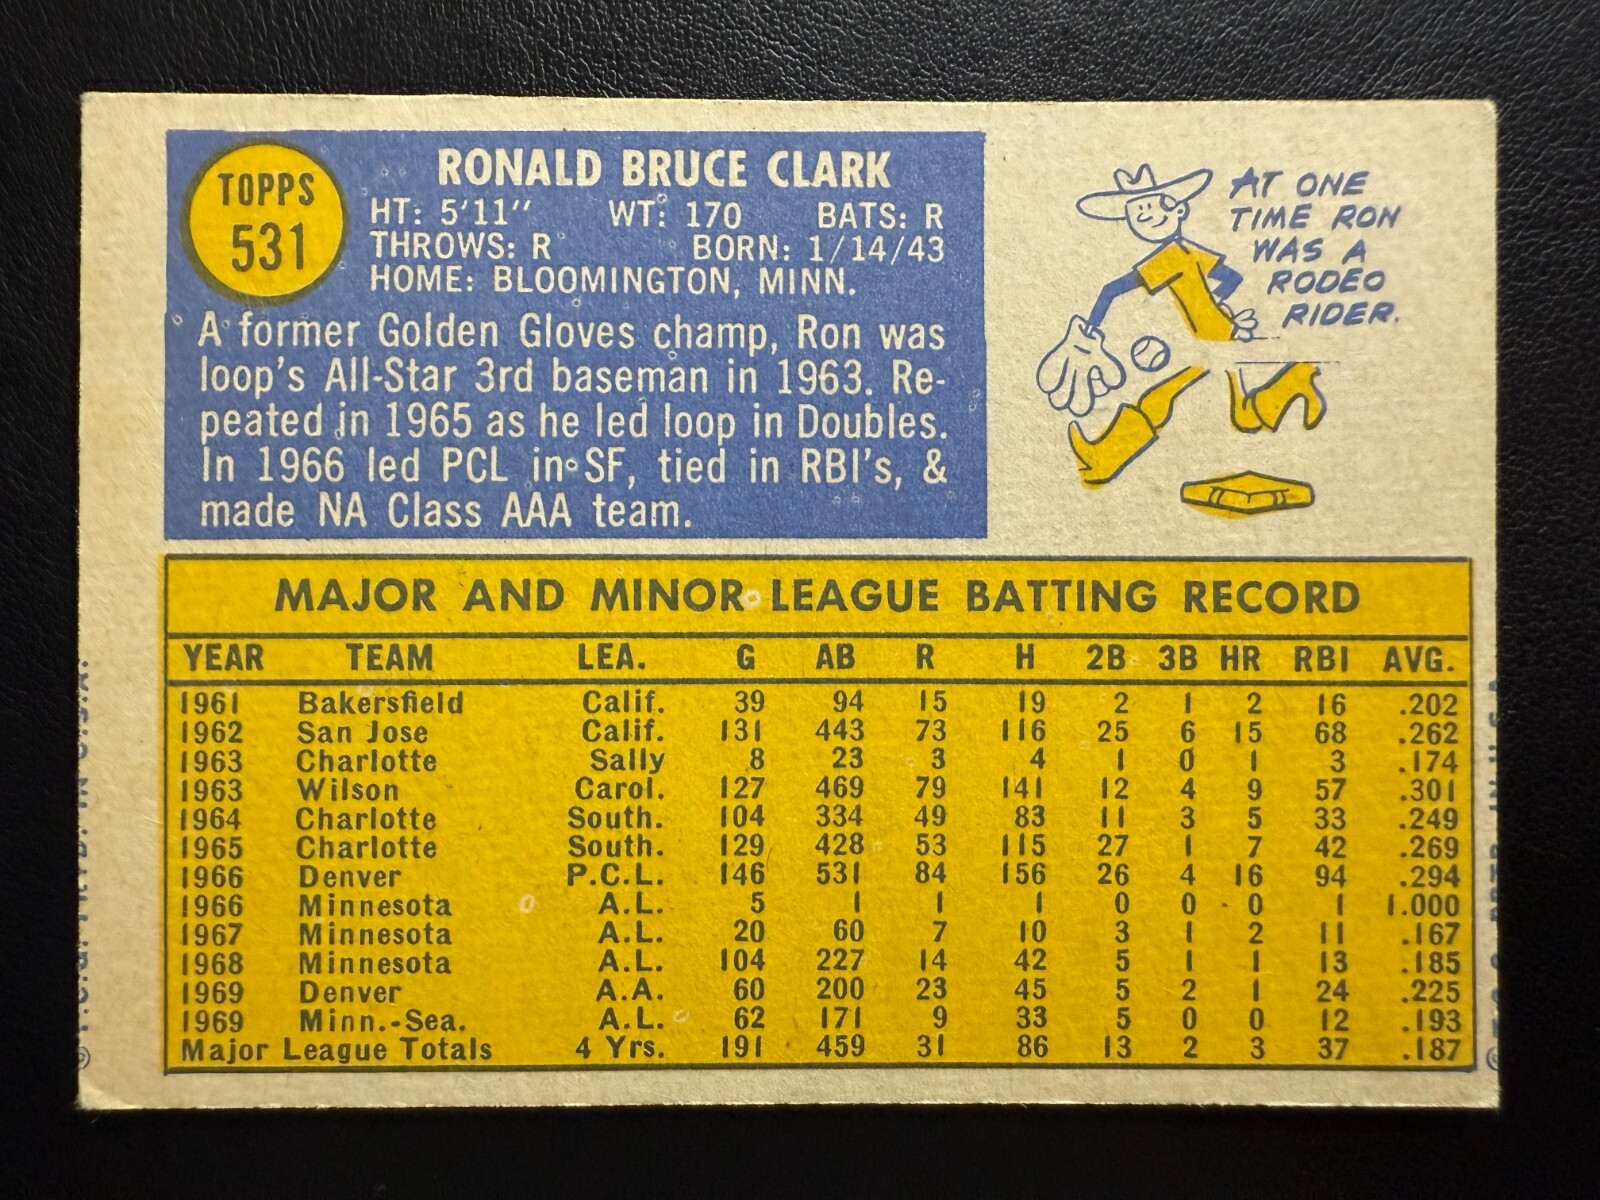 TOPPS
531
RONALD BRUCE CLARK
HT: 5'11" WT: 170 BATS: R
THROWS: R BORN: 1/14/43
HOME: BLOOMINGTON, MINN.
A former Golden Gloves champ, Ron was
loop's All-Star 3rd baseman in 1963. Re-
peated in 1965 as he led loop in Doubles.
In 1966 led PCL in SF, tied in RBI's, &
made NA Class AAA team.
AT ONE
TIME RON
WAS A
RODEO
RIDER.
MAJOR AND MINOR LEAGUE BATTING RECORD
YEAR TEAM LEA. G AB R H 2B 3B HR RBI AVG.
1961 Bakersfield Calif. 39 94 15 19 2 1 2 16 .202
1962 San Jose Calif. 131 443 73 116 25 6 15 68 .262
1963 Charlotte Sally 8 23 3 4 1 0 1 3 .174
1963 Wilson Carol. 127 469 79 141 12 4 9 57 .301
1964 Charlotte South. 104 334 49 83 11 3 5 33 .249
1965 Charlotte South. 129 428 53 115 27 1 7 42 .269
1966 Denver P.C.L. 146 531 84 156 26 4 16 94 .294
1966 Minnesota A.L. 5 1 1 1 0 0 0 1 1.000
1967 Minnesota A.L. 20 60 7 10 3 1 2 11 .167
1968 Minnesota A.L. 104 227 14 42 5 1 1 13 .185
1969 Denver A.A. 60 200 23 45 5 2 1 24 .225
1969 Minn.-Sea. A.L. 62 171 9 33 5 0 0 12 .193
Major League Totals 4 Yrs. 191 459 31 86 13 2 3 37 .187